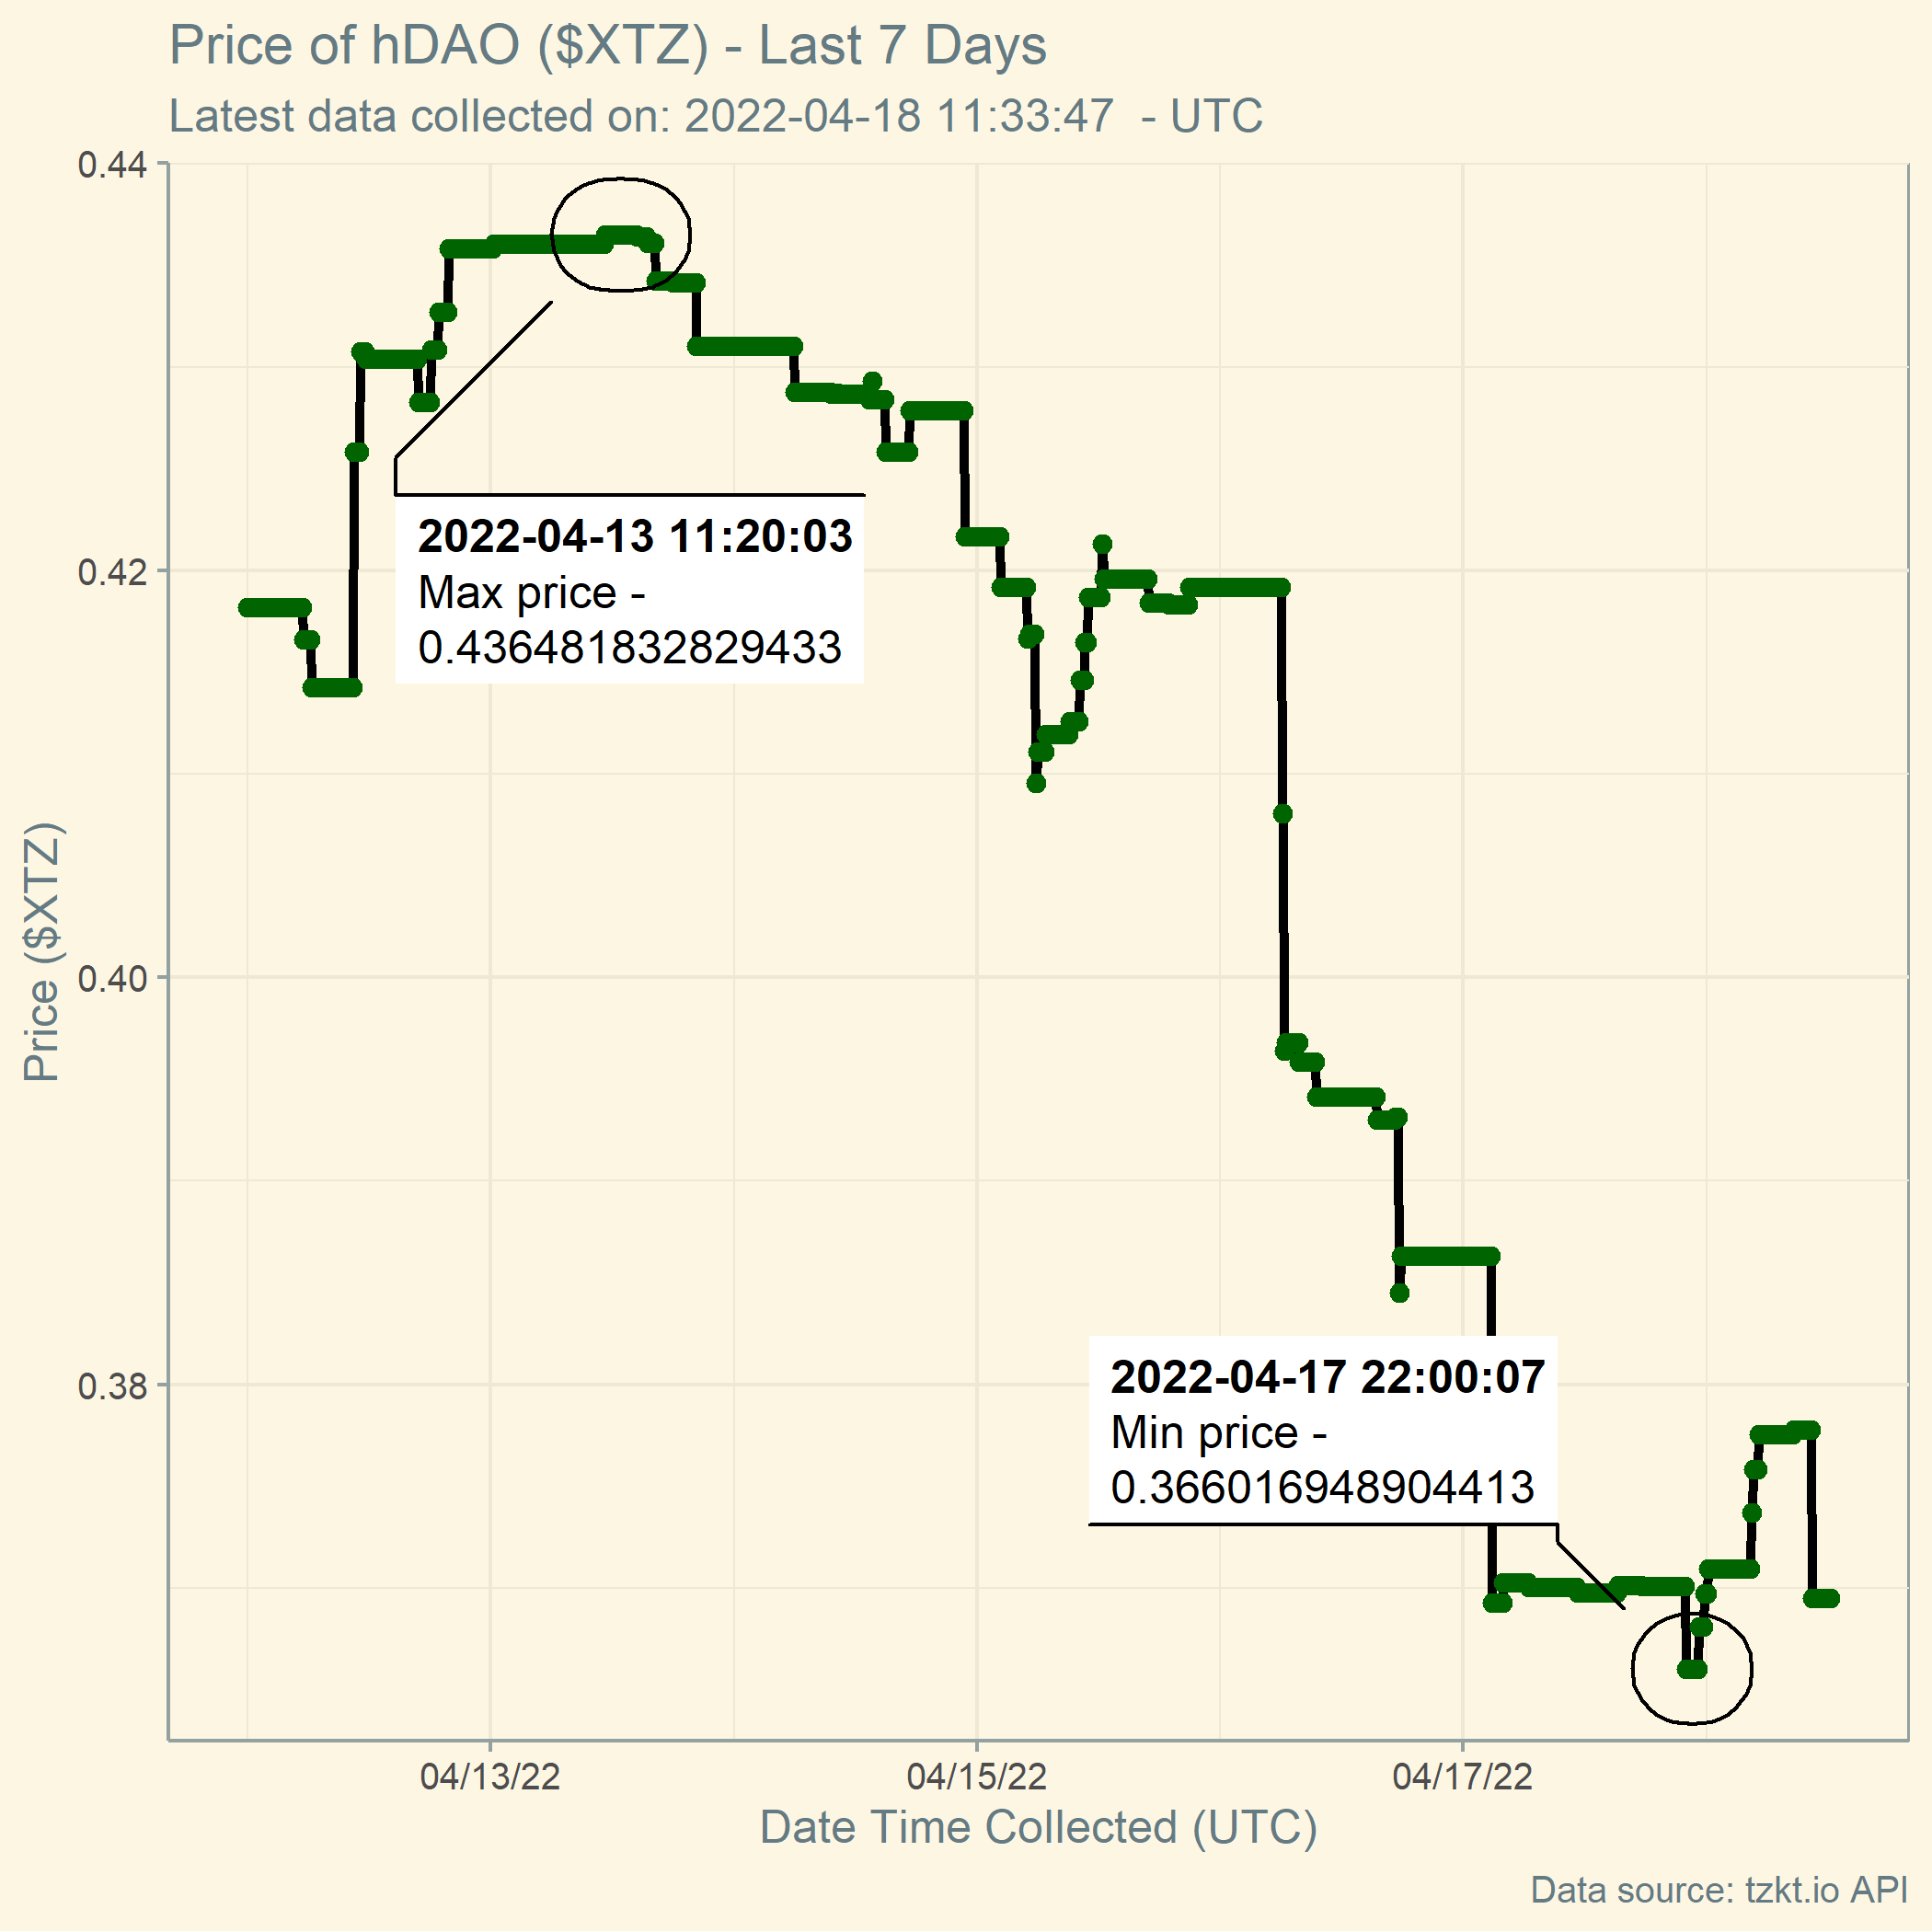 Price of hDAO ($XTZ) - Last 7 Days
Latest data collected on: 2022-04-18 11:33:47  - UTC
0.44
0.42
0.40
0.38
Price ($XTZ)
2022-04-13 11:20:03
Max price -
0.436481832829433
2022-04-17 22:00:07
Min price -
0.366016948904413
04/13/22
04/15/22
04/17/22
Date Time Collected (UTC)
Data source: tzkt.io API